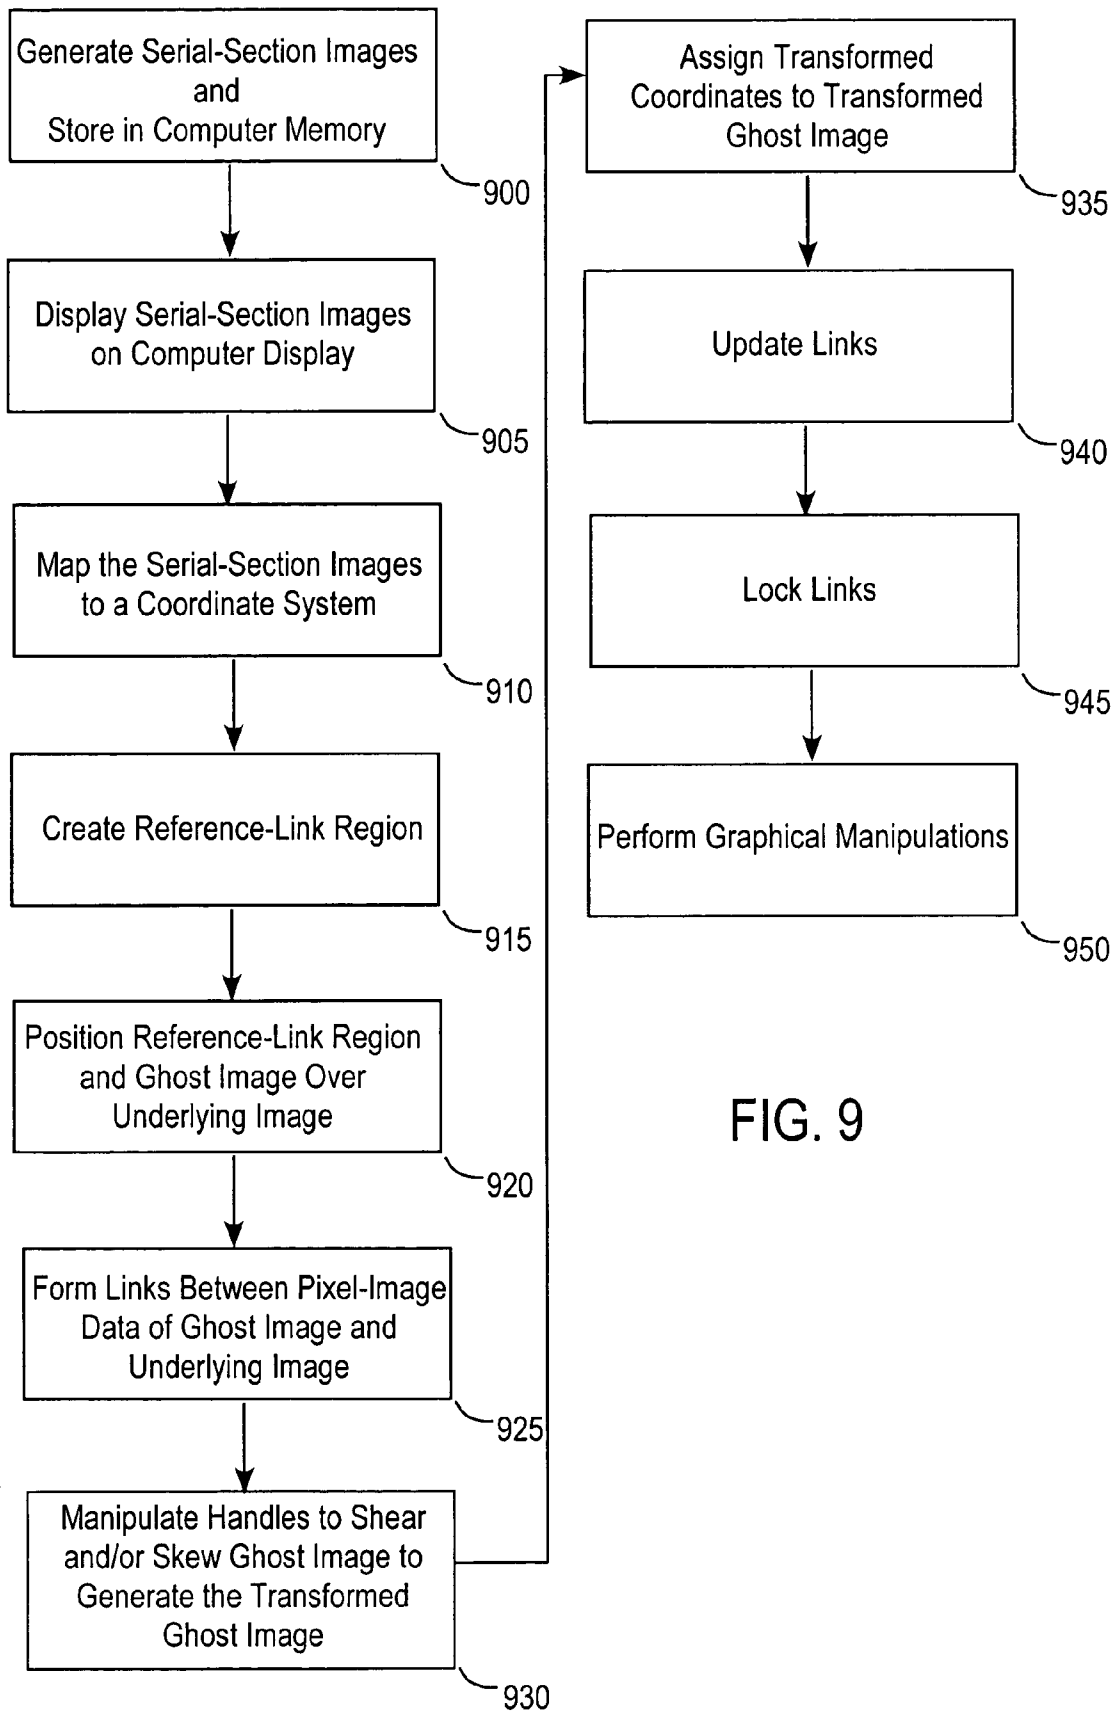 Generate Serial-Section Images
and
Store in Computer Memory
900
Display Serial-Section Images
on Computer Display
905
Map the Serial-Section Images
to a Coordinate System
910
Create Reference-Link Region
915
Position Reference-Link Region
and Ghost Image Over
Underlying Image
920
Form Links Between Pixel-Image
Data of Ghost Image and
Underlying Image
925
Manipulate Handles to Shear
and/or Skew Ghost Image to
Generate the Transformed
Ghost Image
930
Assign Transformed
Coordinates to Transformed
Ghost Image
935
Update Links
940
Lock Links
945
Perform Graphical Manipulations
950
FIG. 9